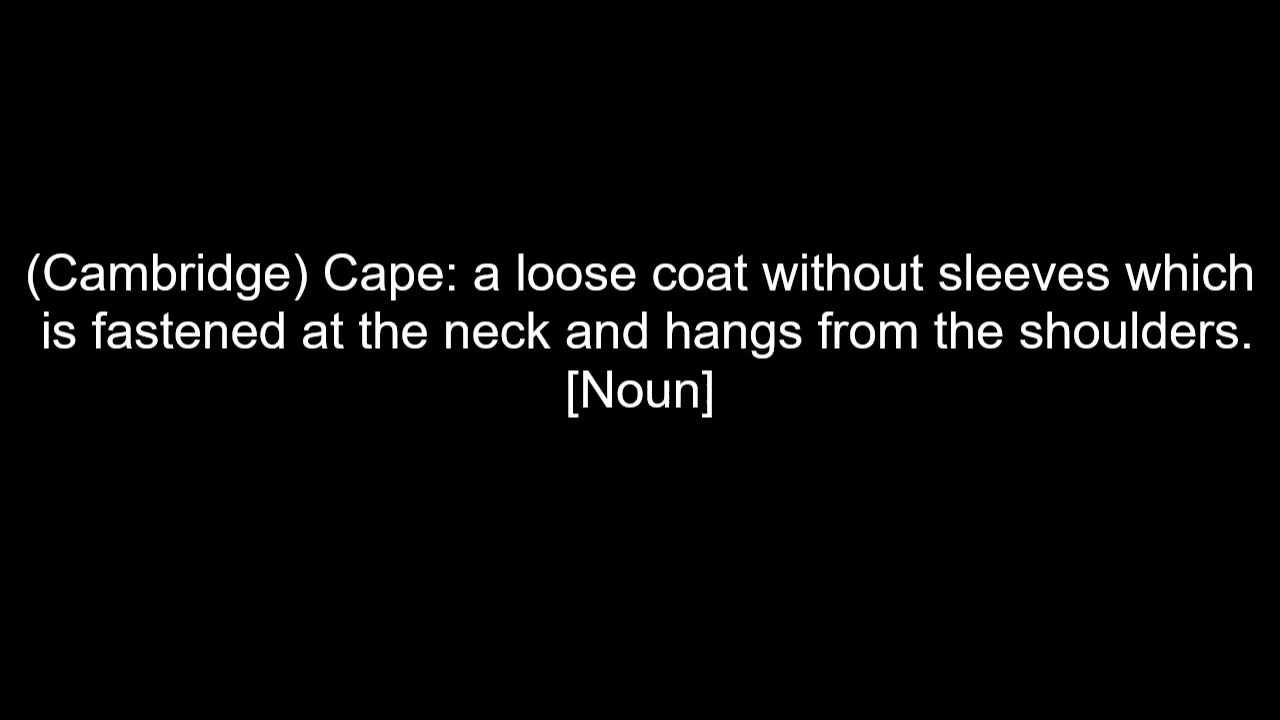 (Cambridge) Cape: a loose coat without sleeves which
is fastened at the neck and hangs from the shoulders.
[Noun]